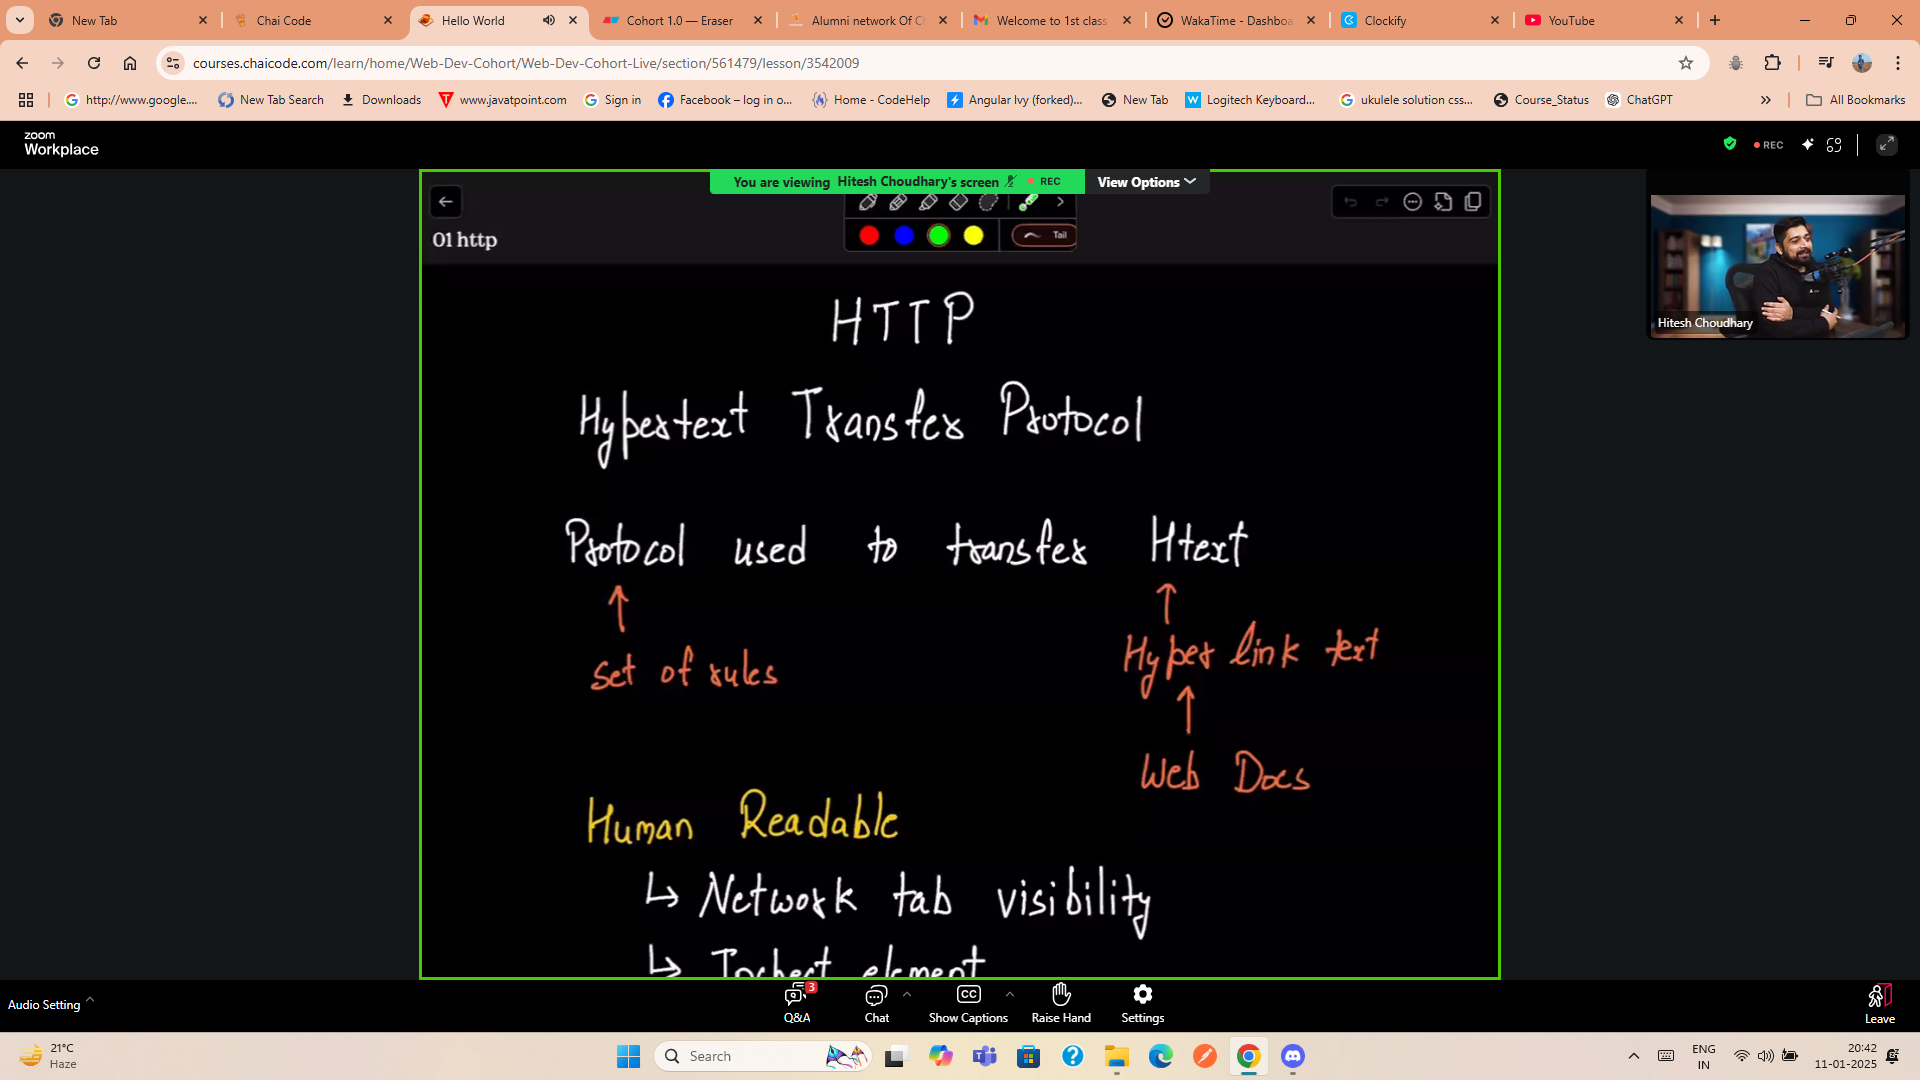 New Tab
Chai Code
Hello World
Cohort 1.0 — Eraser
Alumni network Of C
Welcome to 1st class
WakaTime - Dashboa
Clockify
YouTube
courses.chaicode.com/learn/home/Web-Dev-Cohort/Web-Dev-Cohort-Live/section/561479/lesson/3542009
http://www.google....
New Tab Search
Downloads
www.javatpoint.com
Sign in
Facebook – log in o...
Home - CodeHelp
Angular Ivy (forked)...
New Tab
Logitech Keyboard...
ukulele solution css...
Course_Status
ChatGPT
All Bookmarks
zoom
Workplace
REC
You are viewing Hitesh Choudhary's screen
REC
View Options
01 http
Tail
Hitesh Choudhary
HTTP
Hypertext Transfer Protocol
Protocol used to transfer Htext
set of rules
Hyper link text
Web Docs
Human Readable
↳ Network tab visibility
↳ Inspect element
Audio Setting
3
Q&A
Chat
CC
Show Captions
Raise Hand
Settings
Leave
21°C
Haze
Search
ENG
IN
20:42
11-01-2025